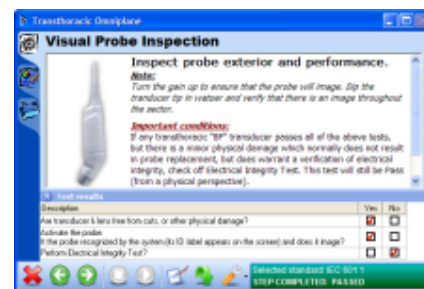 Transthoracic Omniplane
Visual Probe Inspection
Inspect probe exterior and performance.
Note:
Turn the gain up to ensure that the probe will image. Dip the
transducer tip in watser and verify that there is an image throughout
the sector.
Important conditions:
If any transthoracic "BF" transducer passes all of the above tests,
but there is a minor physical damage which normally does not result
in probe replacement, but does warrant a verification of electrical
integrity, check off Electrical Integrity Test. This test will still be Pass
(from a physical perspective).
Test results
Description Yes No
Are transducer & lens free from cuts, or other physical damage?
Activate the probe.
Is the probe recognized by the system (its ID label appears on the screen) and does it image?
Perform Electrical Integrity Test?
Selected standard: IEC 601.1
STEP COMPLETED: PASSED